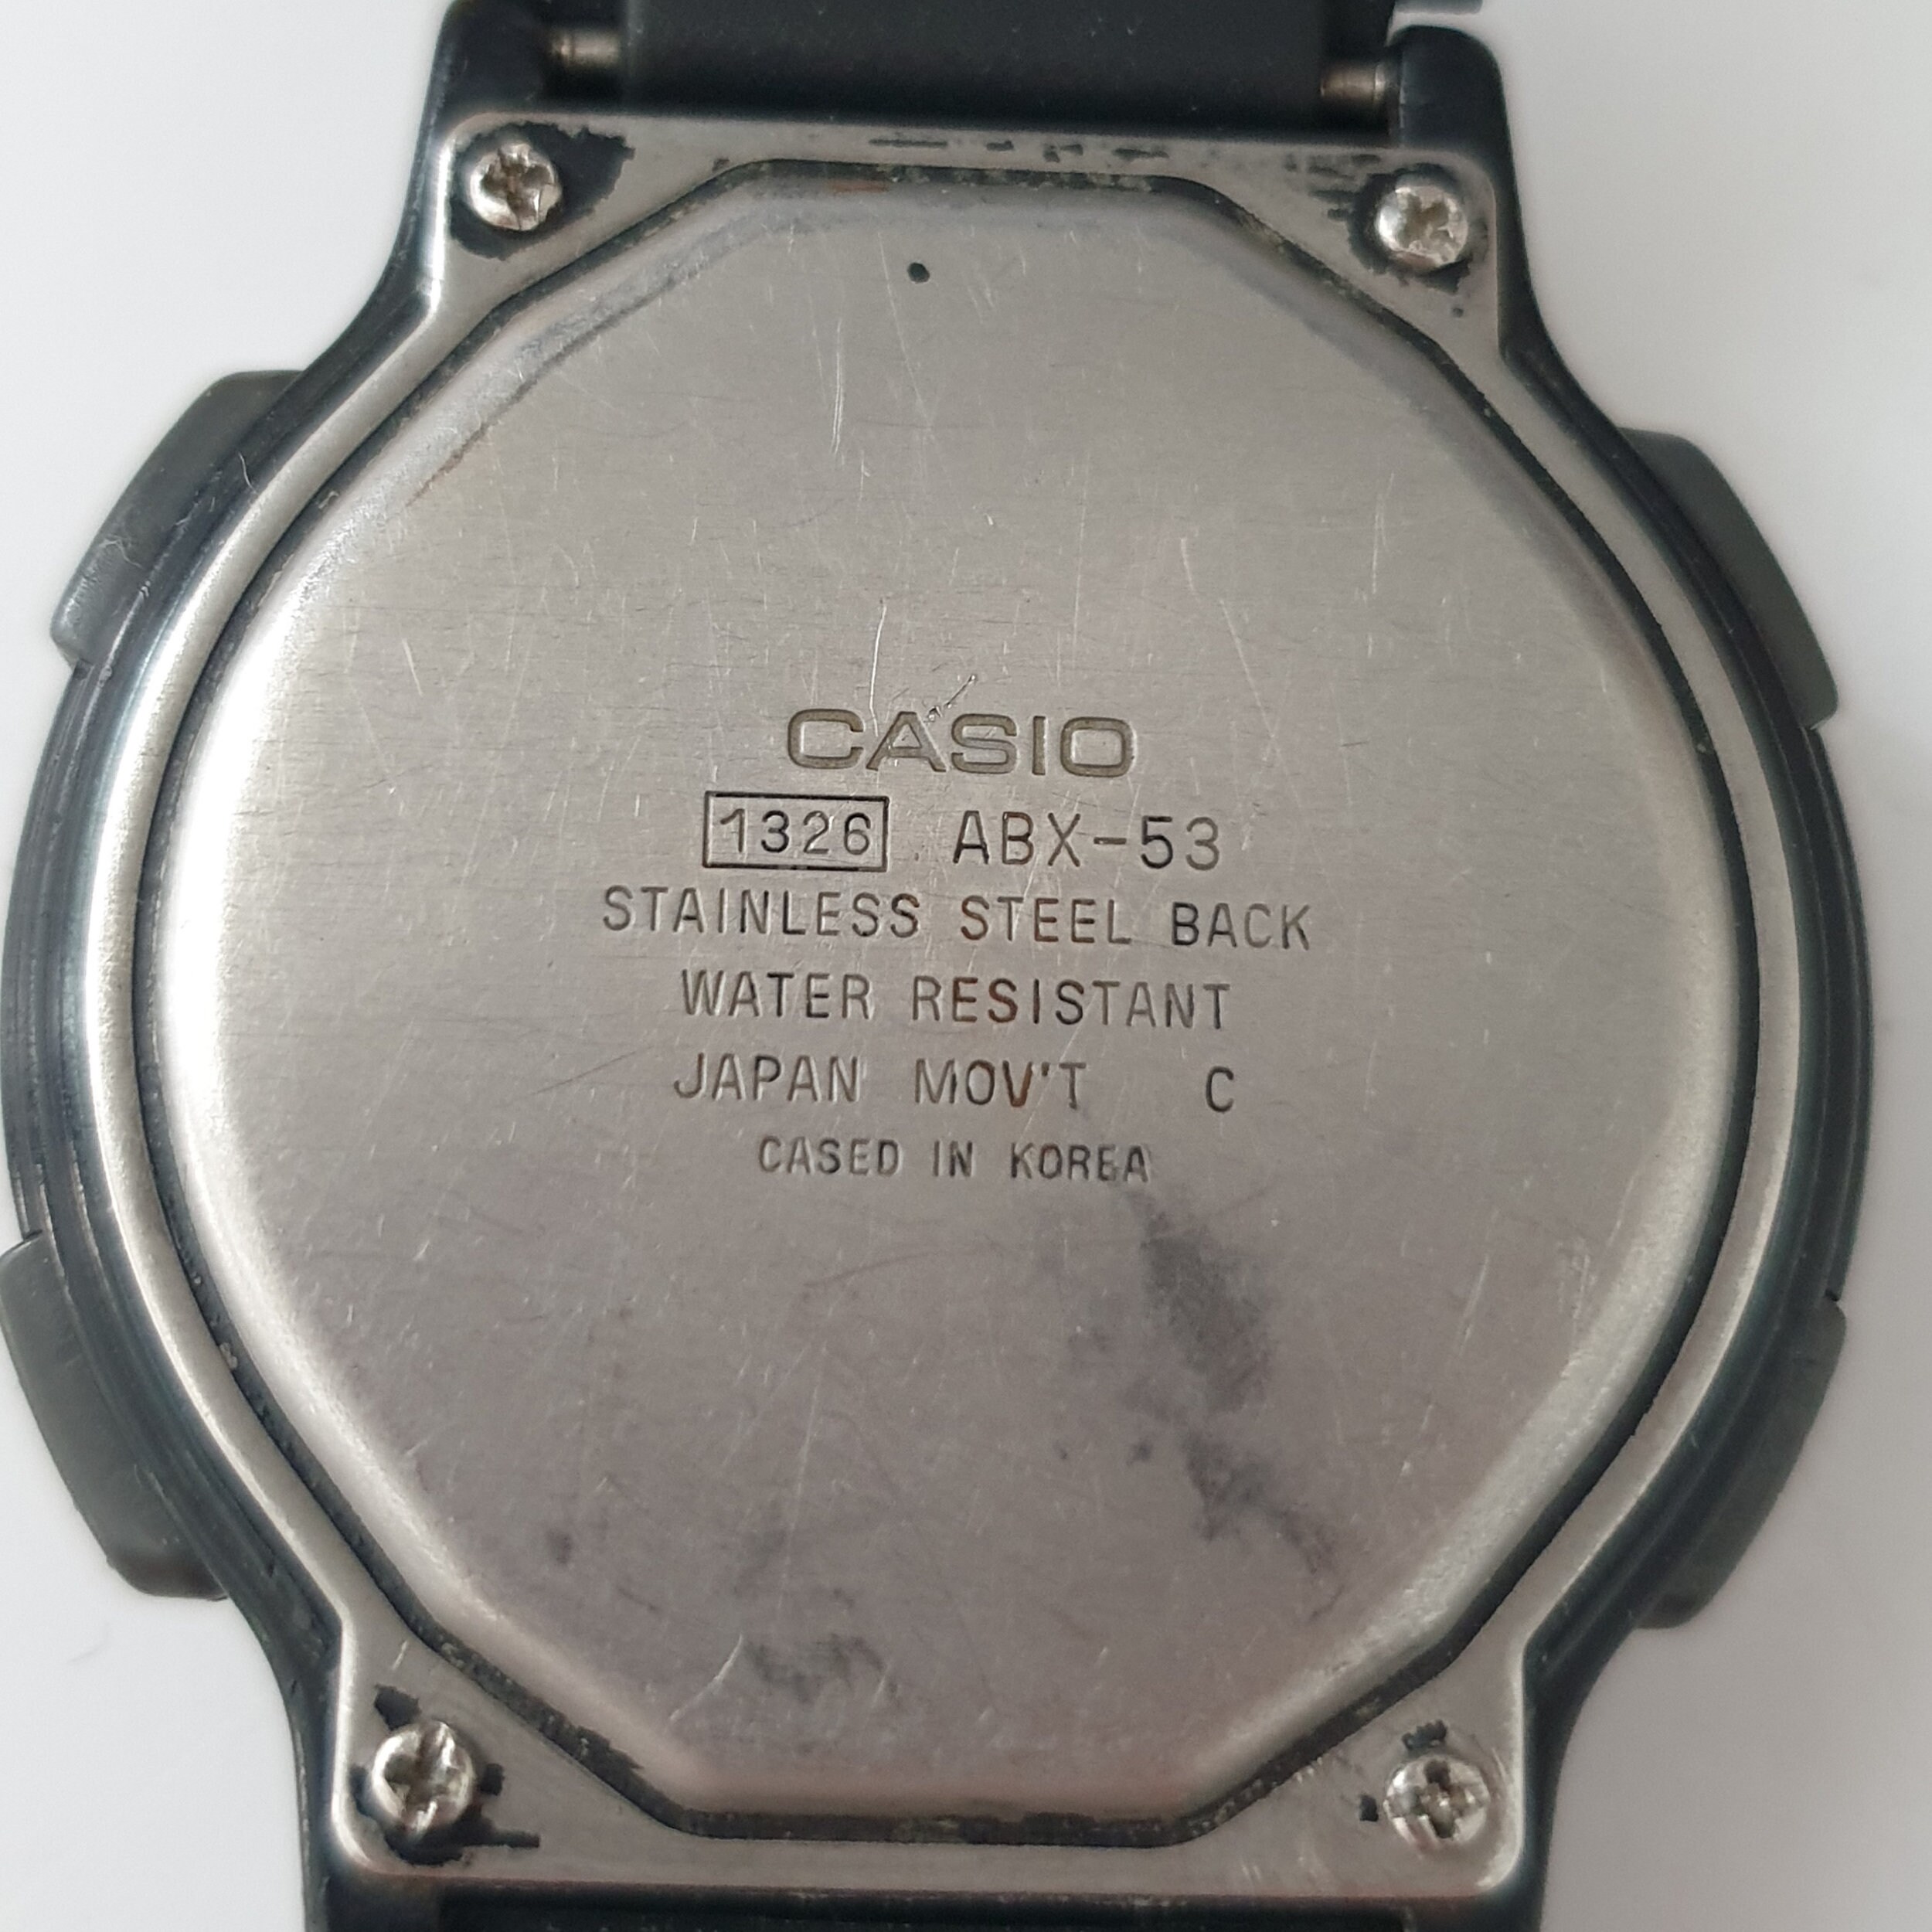 CASIO
1326 ABX-53
STAINLESS STEEL BACK
WATER RESISTANT
JAPAN MOV'T C
CASED IN KOREA